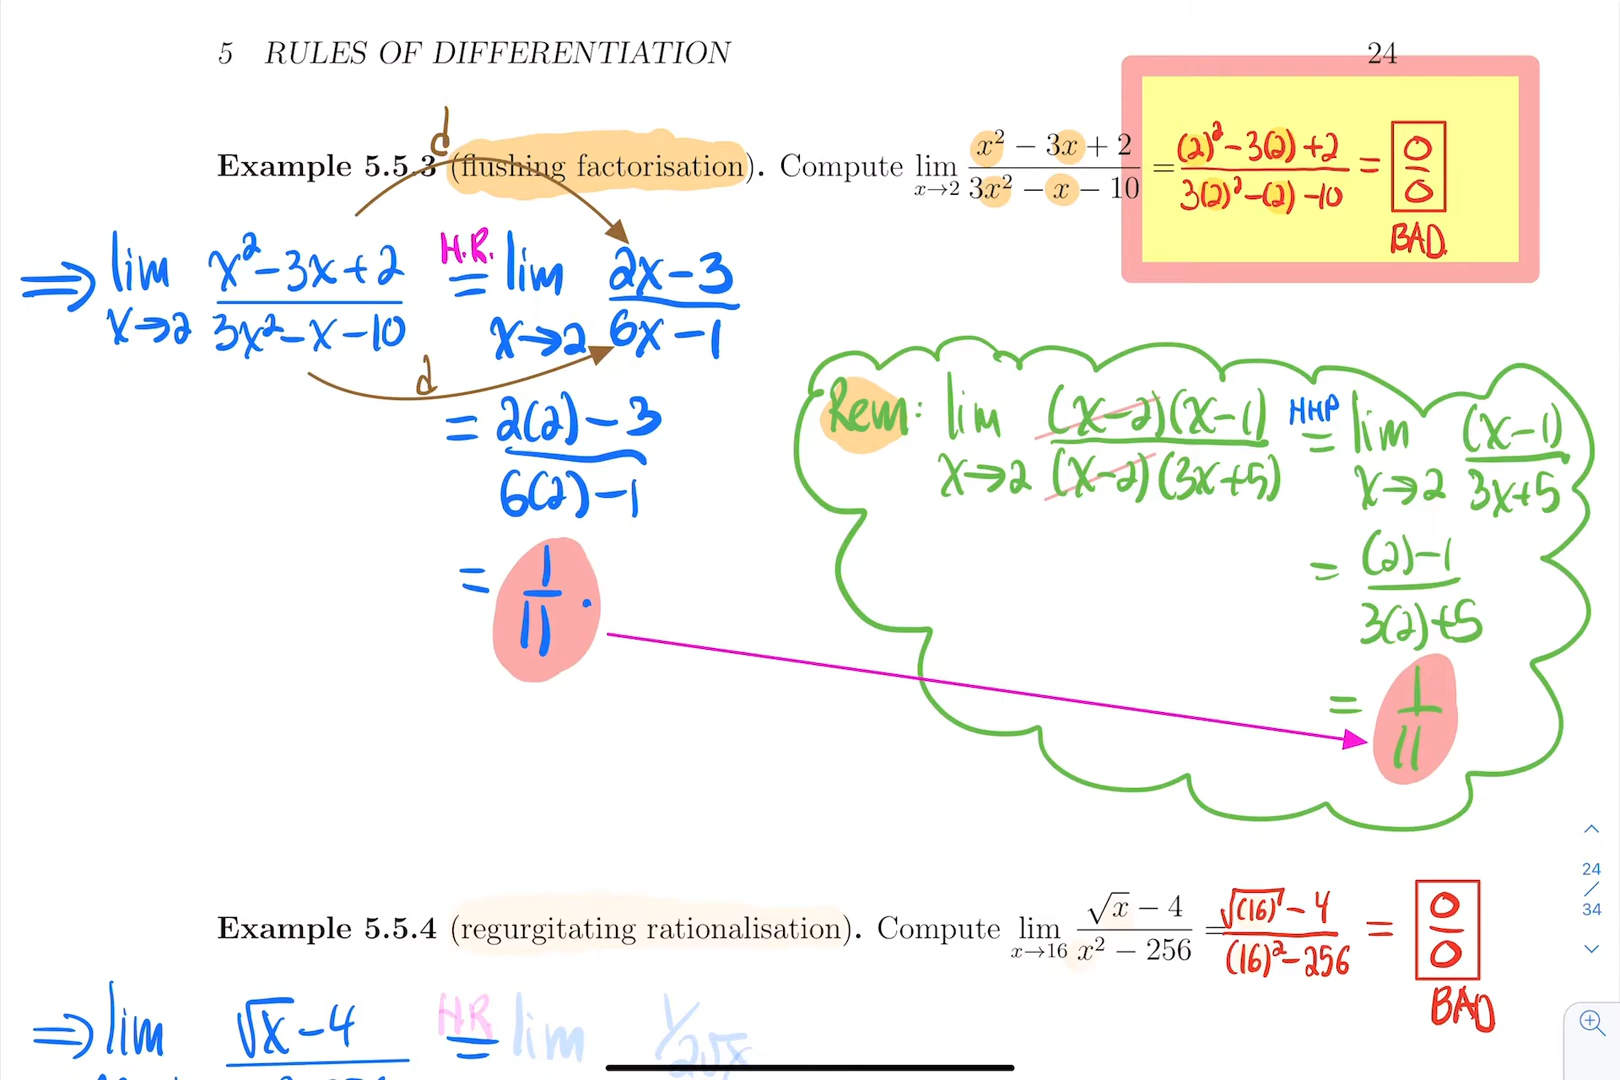 5 RULES OF DIFFERENTIATION 24
d
Example 5.5.3 (flushing factorisation). Compute lim x→2 (x² − 3x + 2)/(3x² − x − 10) = ((2)² − 3(2) + 2)/(3(2)² − (2) − 10) = 0/0
BAD.
⇒ lim x→2 (x² − 3x + 2)/(3x² − x − 10) H.R. = lim x→2 (2x − 3)/(6x − 1)
d
= (2(2) − 3)/(6(2) − 1)
= 1/11.
Rem: lim x→2 ((x−2)(x−1))/((x−2)(3x+5)) HHP = lim x→2 (x−1)/(3x+5)
= ((2)−1)/(3(2)+5)
= 1/11
24
/
34
Example 5.5.4 (regurgitating rationalisation). Compute lim x→16 (√x − 4)/(x² − 256) = (√(16) − 4)/((16)² − 256) = 0/0
BAD
⇒ lim √x − 4 H.R = lim 1/2√x